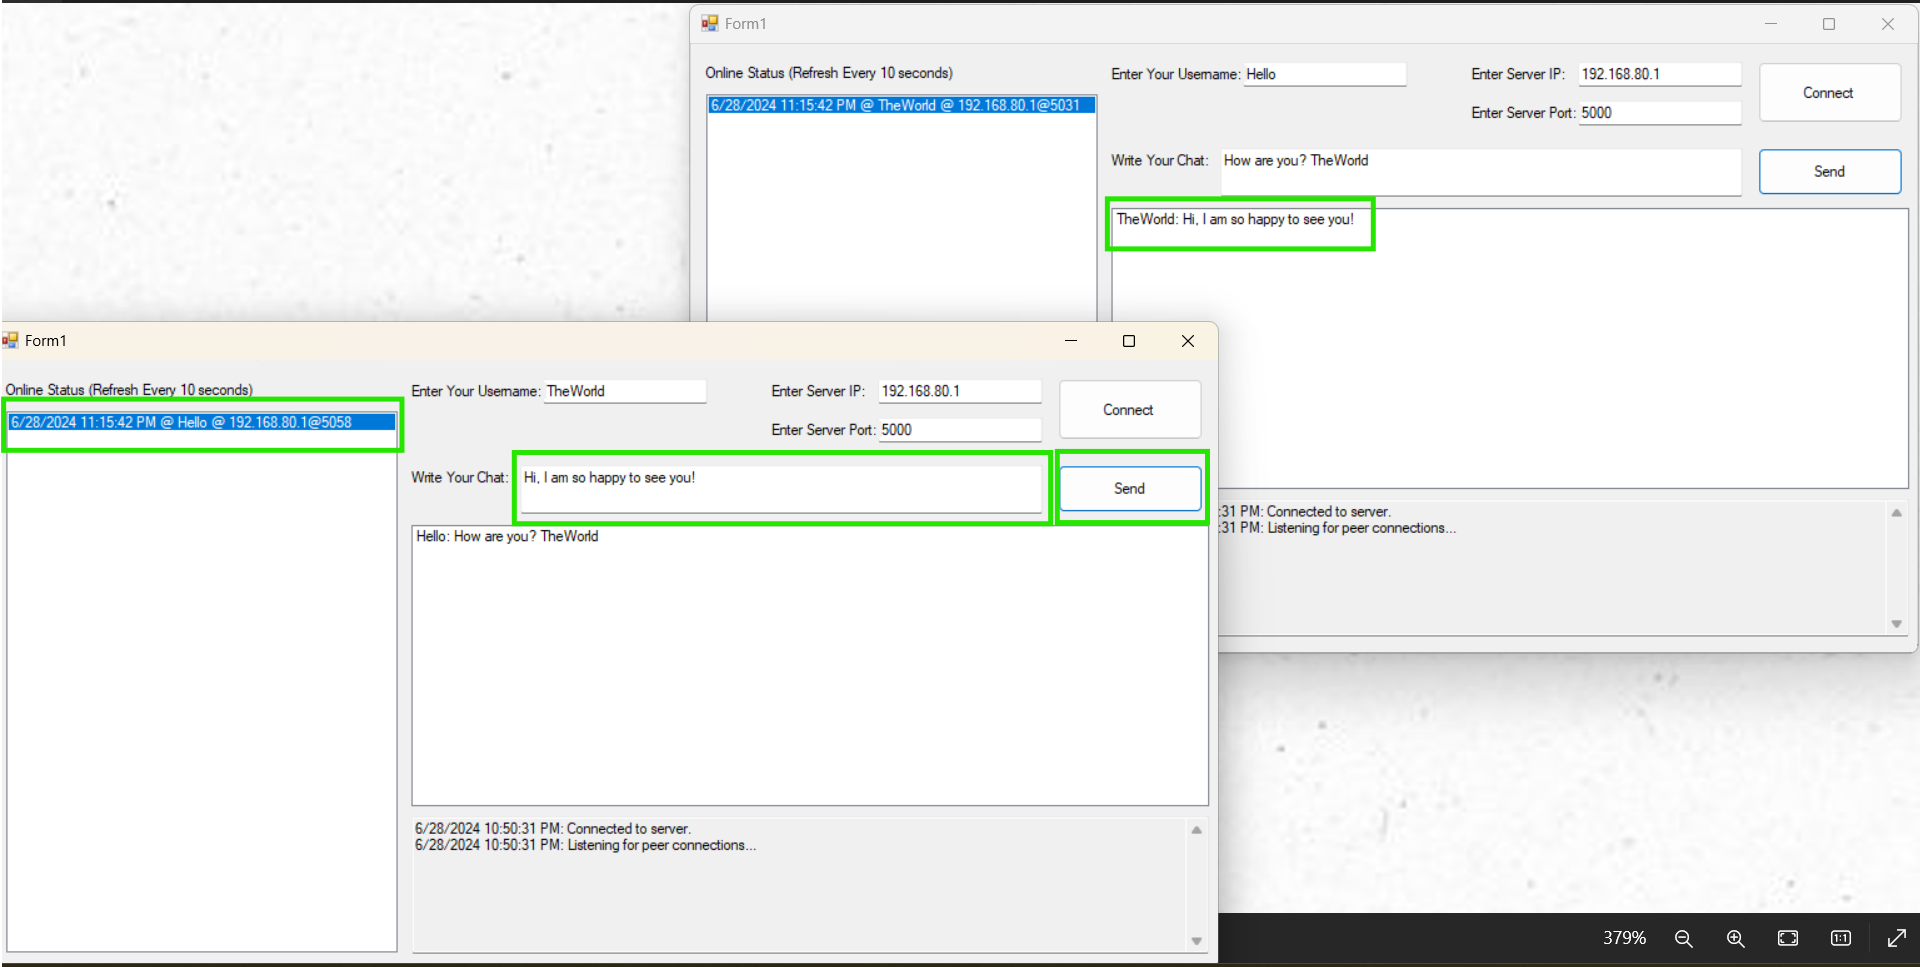 Form1
Online Status (Refresh Every 10 seconds)
Enter Your Username: Hello
Enter Server IP: 192.168.80.1
Connect
6/28/2024 11:15:42 PM @ TheWorld @ 192.168.80.1@5031
Enter Server Port: 5000
Write Your Chat: How are you? TheWorld
Send
TheWorld: Hi, I am so happy to see you!
:31 PM: Connected to server.
:31 PM: Listening for peer connections...
Form1
Online Status (Refresh Every 10 seconds)
Enter Your Username: TheWorld
Enter Server IP: 192.168.80.1
Connect
6/28/2024 11:15:42 PM @ Hello @ 192.168.80.1@5058
Enter Server Port: 5000
Write Your Chat: Hi, I am so happy to see you!
Send
Hello: How are you? TheWorld
6/28/2024 10:50:31 PM: Connected to server.
6/28/2024 10:50:31 PM: Listening for peer connections...
379%
1:1